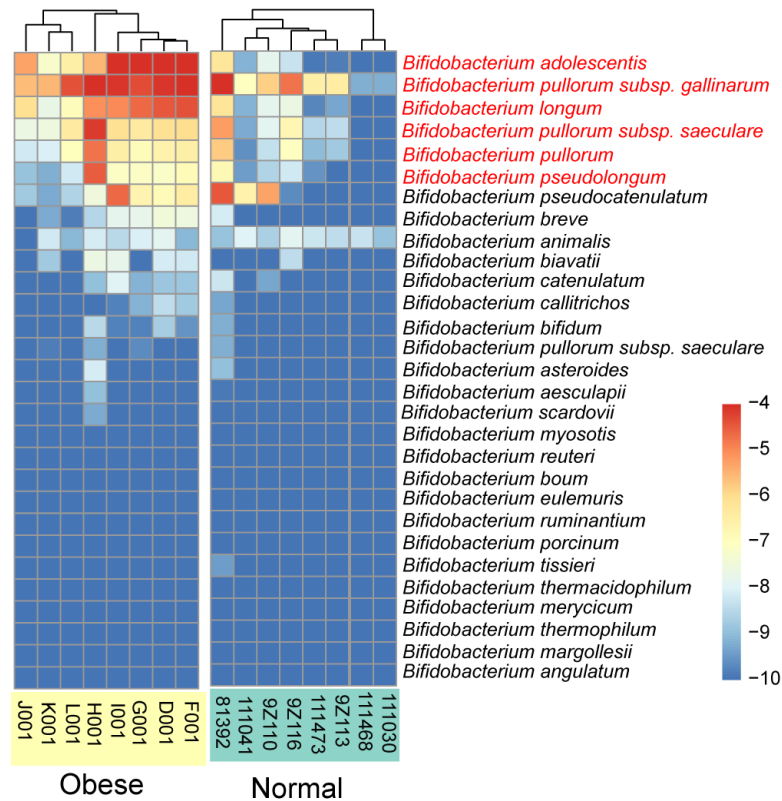 Bifidobacterium adolescentis
Bifidobacterium pullorum subsp. gallinarum
Bifidobacterium longum
Bifidobacterium pullorum subsp. saeculare
Bifidobacterium pullorum
Bifidobacterium pseudolongum
Bifidobacterium pseudocatenulatum
Bifidobacterium breve
Bifidobacterium animalis
Bifidobacterium biavatii
Bifidobacterium catenulatum
Bifidobacterium callitrichos
Bifidobacterium bifidum
Bifidobacterium pullorum subsp. saeculare
Bifidobacterium asteroides
Bifidobacterium aesculapii
Bifidobacterium scardovii
Bifidobacterium myosotis
Bifidobacterium reuteri
Bifidobacterium boum
Bifidobacterium eulemuris
Bifidobacterium ruminantium
Bifidobacterium porcinum
Bifidobacterium tissieri
Bifidobacterium thermacidophilum
Bifidobacterium merycicum
Bifidobacterium thermophilum
Bifidobacterium margollesii
Bifidobacterium angulatum
−4
−5
−6
−7
−8
−9
−10
J001
K001
L001
H001
I001
G001
D001
F001
81392
111041
9Z110
9Z116
111473
9Z113
111468
111030
Obese
Normal